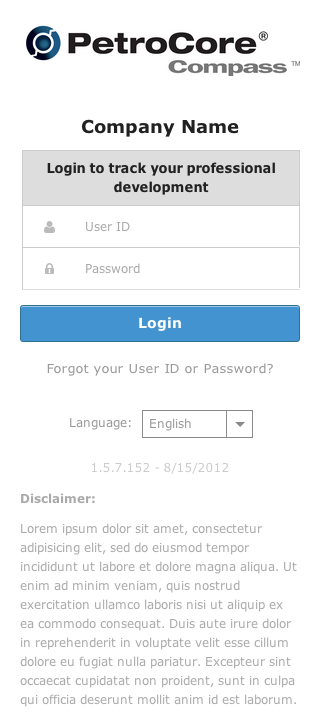 PetroCore®
Compass™
Company Name
Login to track your professional
development
User ID
Password
Login
Forgot your User ID or Password?
Language: English
1.5.7.152 - 8/15/2012
Disclaimer:
Lorem ipsum dolor sit amet, consectetur
adipisicing elit, sed do eiusmod tempor
incididunt ut labore et dolore magna aliqua. Ut
enim ad minim veniam, quis nostrud
exercitation ullamco laboris nisi ut aliquip ex
ea commodo consequat. Duis aute irure dolor
in reprehenderit in voluptate velit esse cillum
dolore eu fugiat nulla pariatur. Excepteur sint
occaecat cupidatat non proident, sunt in culpa
qui officia deserunt mollit anim id est laborum.